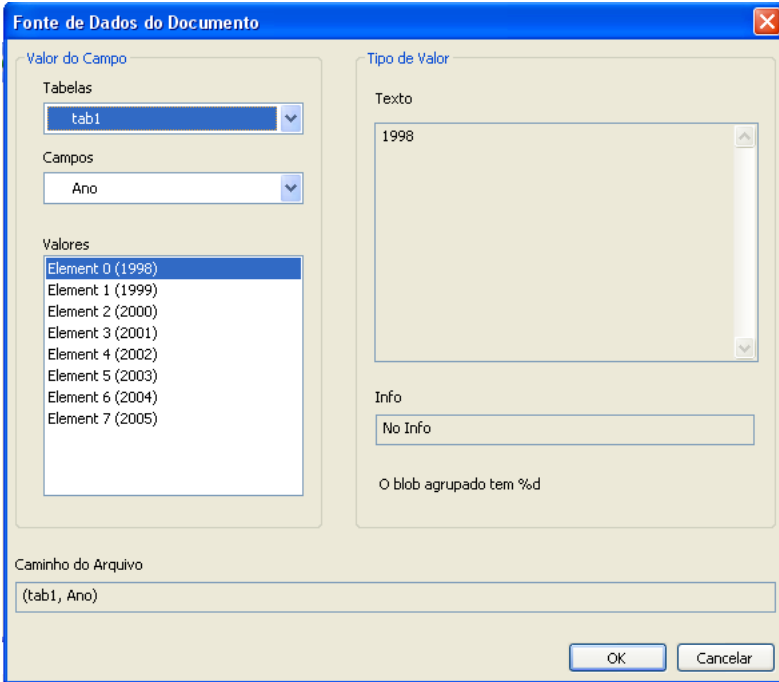 Fonte de Dados do Documento
Valor do Campo
Tabelas
tab1
Campos
Ano
Valores
Element 0 (1998)
Element 1 (1999)
Element 2 (2000)
Element 3 (2001)
Element 4 (2002)
Element 5 (2003)
Element 6 (2004)
Element 7 (2005)
Tipo de Valor
Texto
1998
Info
No Info
O blob agrupado tem %d
Caminho do Arquivo
(tab1, Ano)
OK
Cancelar